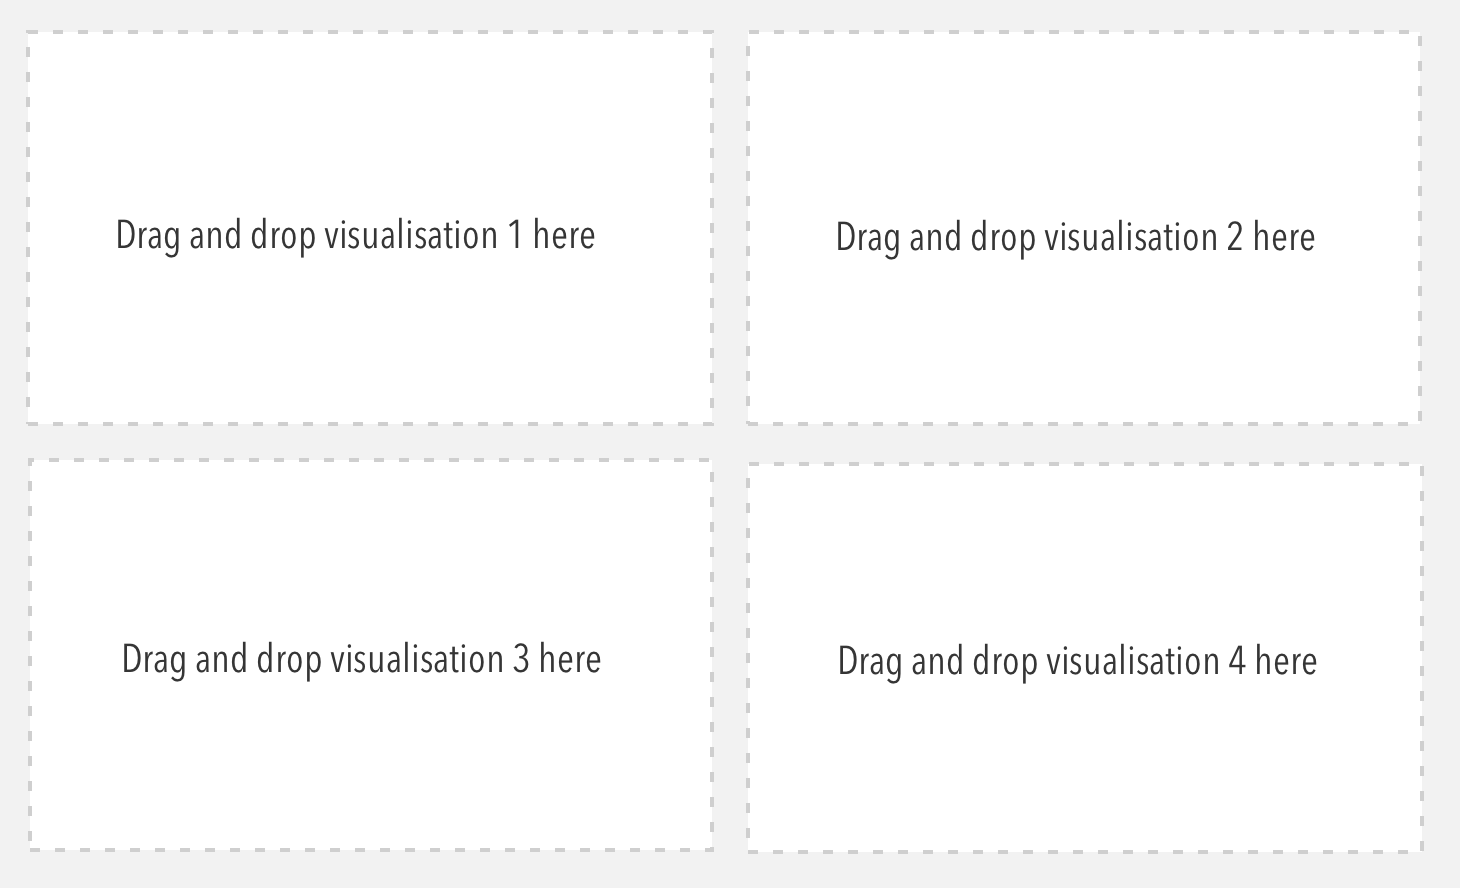 Drag and drop visualisation 1 here
Drag and drop visualisation 2 here
Drag and drop visualisation 3 here
Drag and drop visualisation 4 here